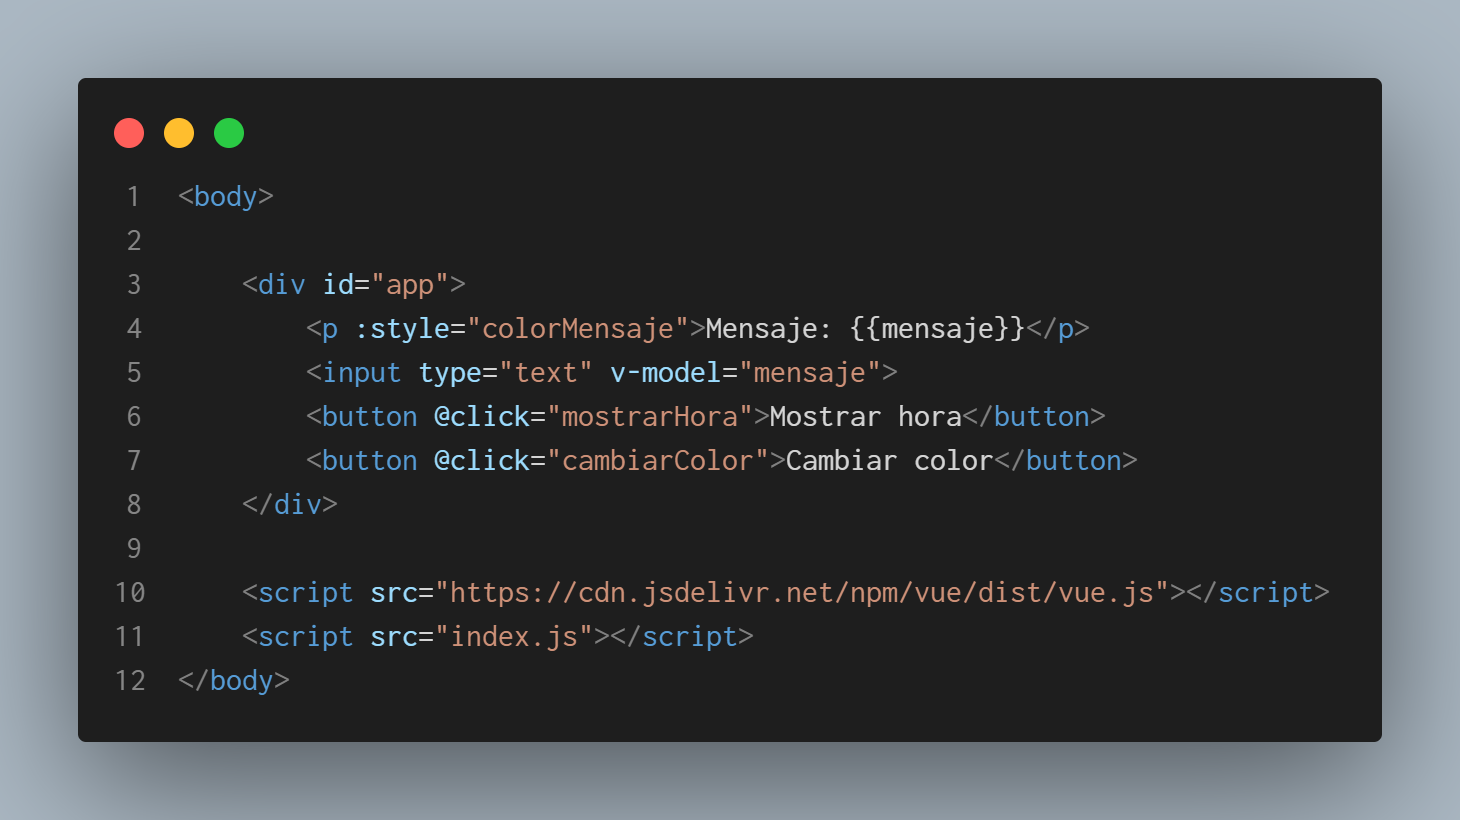 1 <body>
2
3     <div id="app">
4         <p :style="colorMensaje">Mensaje: {{mensaje}}</p>
5         <input type="text" v-model="mensaje">
6         <button @click="mostrarHora">Mostrar hora</button>
7         <button @click="cambiarColor">Cambiar color</button>
8     </div>
9
10     <script src="https://cdn.jsdelivr.net/npm/vue/dist/vue.js"></script>
11     <script src="index.js"></script>
12 </body>